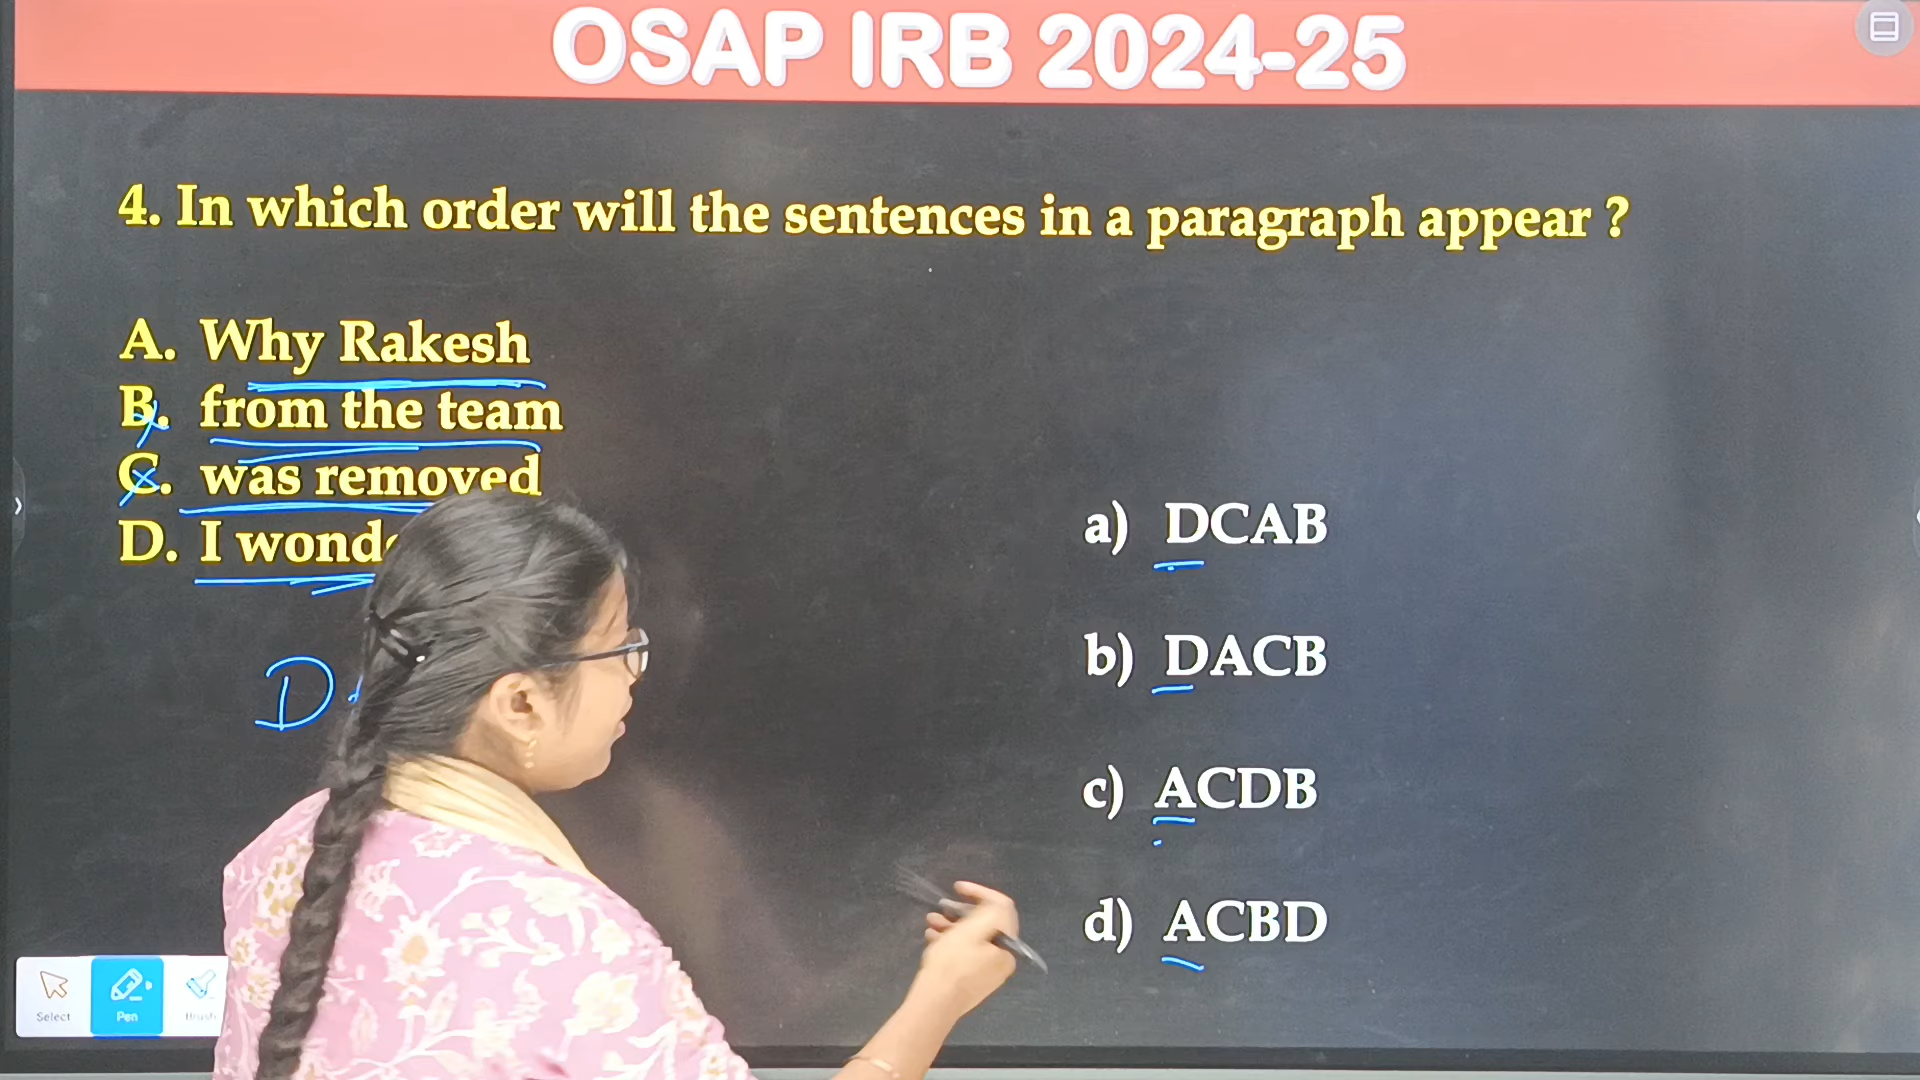 OSAP IRB 2024-25
4. In which order will the sentences in a paragraph appear ?
A. Why Rakesh
B. from the team
C. was removed
D. I
a) DCAB
b) DACB
c) ACDB
d) ACBD
D
Select
Pen
Brush